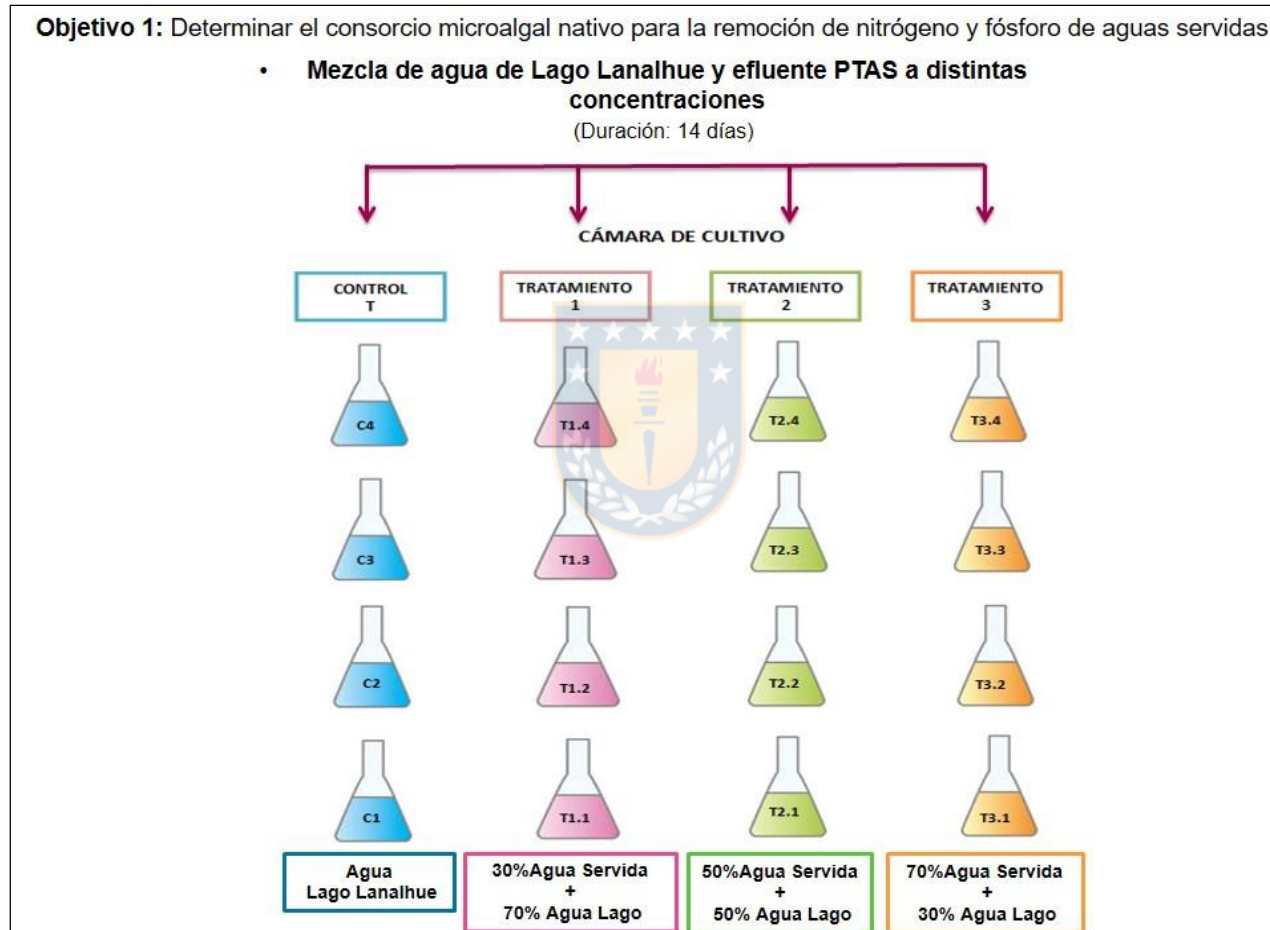 Objetivo 1: Determinar el consorcio microalgal nativo para la remoción de nitrógeno y fósforo de aguas servidas
• Mezcla de agua de Lago Lanalhue y efluente PTAS a distintas
concentraciones
(Duración: 14 días)
CÁMARA DE CULTIVO
CONTROL
T
TRATAMIENTO
1
TRATAMIENTO
2
TRATAMIENTO
3
C4
T1.4
T2.4
T3.4
C3
T1.3
T2.3
T3.3
C2
T1.2
T2.2
T3.2
C1
T1.1
T2.1
T3.1
Agua
Lago Lanalhue
30%Agua Servida
+
70% Agua Lago
50%Agua Servida
+
50% Agua Lago
70%Agua Servida
+
30% Agua Lago